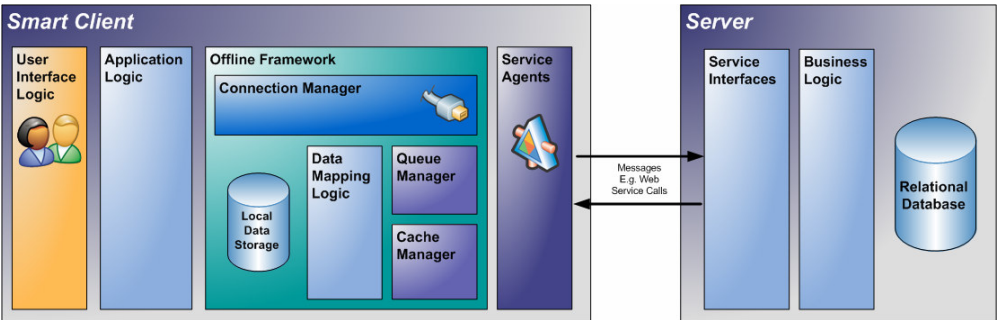 Smart Client
User
Interface
Logic
Application
Logic
Offline Framework
Connection Manager
Local
Data
Storage
Data
Mapping
Logic
Queue
Manager
Cache
Manager
Service
Agents
Messages
E.g. Web
Service Calls
Server
Service
Interfaces
Business
Logic
Relational
Database